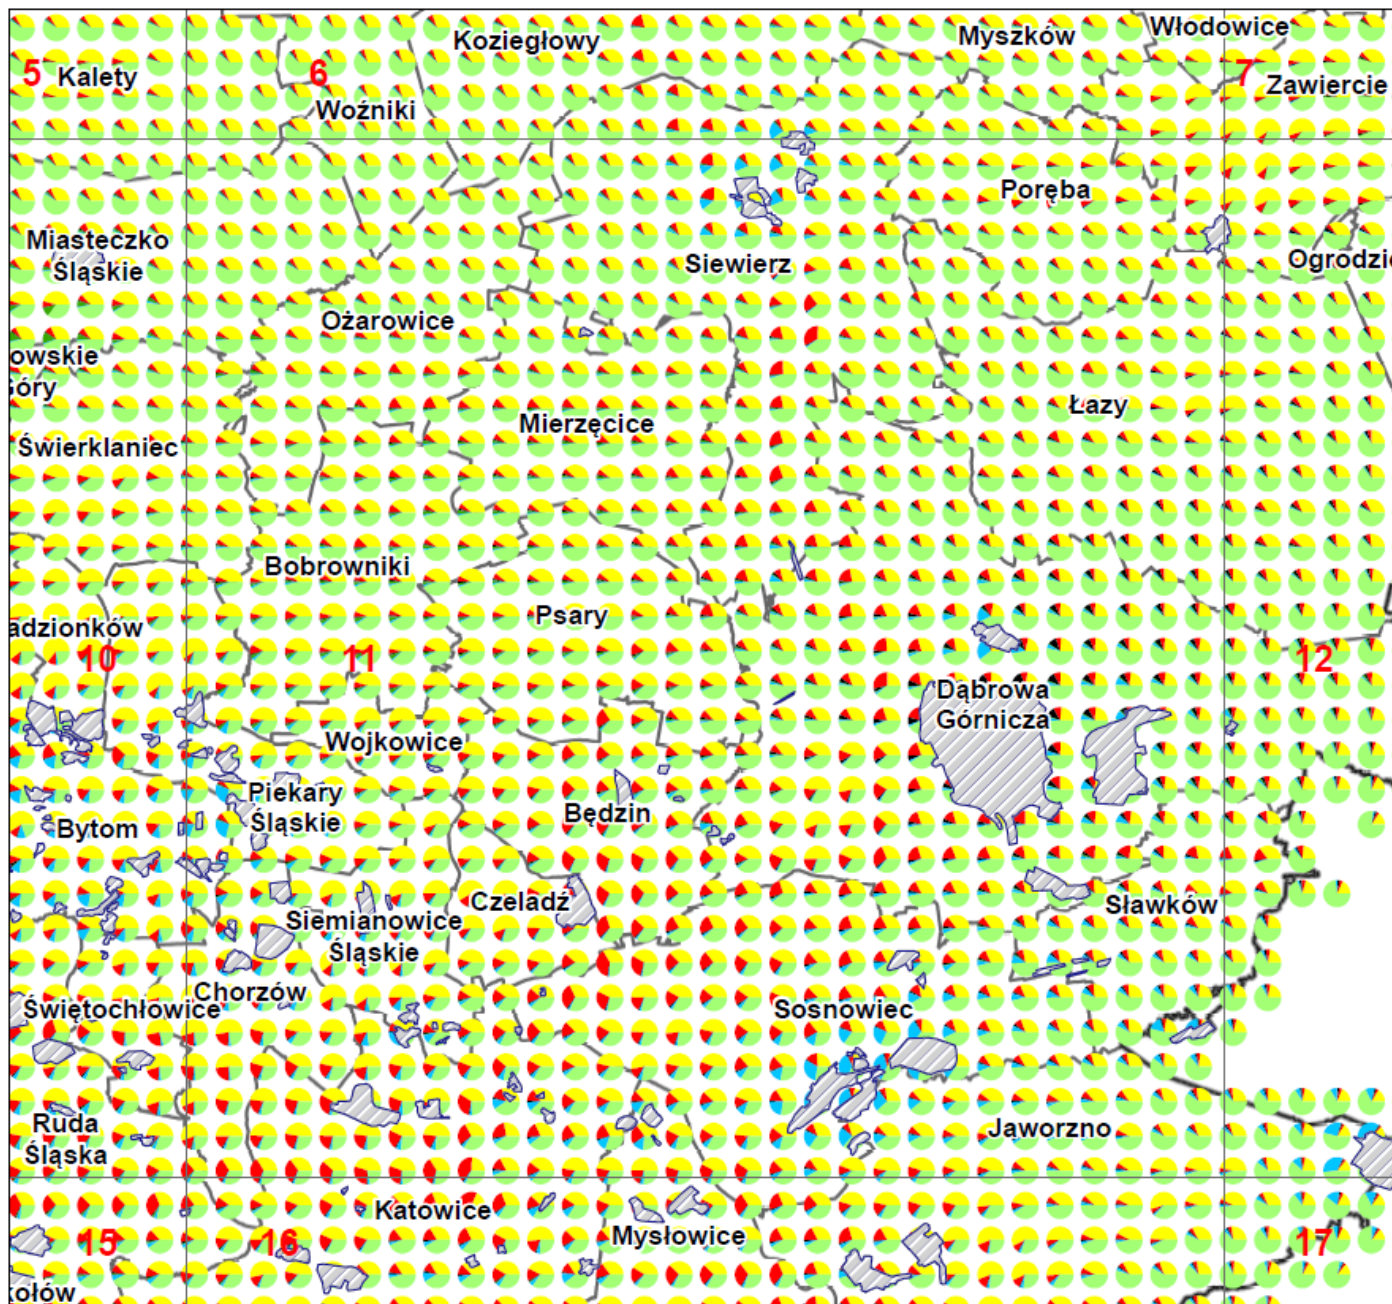 Koziegłowy
Myszków
Włodowice
5
Kalety
6
7
Zawiercie
Woźniki
Poręba
Miasteczko
Śląskie
Siewierz
Ogrodzie
Ożarowice
owskie
Góry
Łazy
Mierzęcice
Świerklaniec
Bobrowniki
Psary
adzionków
10
11
12
Dąbrowa
Górnicza
Wojkowice
Piekary
Śląskie
Będzin
Bytom
Czeladź
Sławków
Siemianowice
Śląskie
Chorzów
Świętochłowice
Sosnowiec
Ruda
Śląska
Jaworzno
Katowice
Mysłowice
15
16
17
kołów